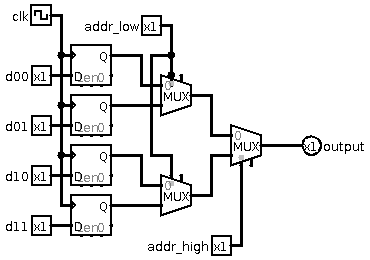 clk
addr_low x1
Q
d00 x1 D en0
0
MUX
Q
d01 x1 D en0
0
MUX
x1 output
Q
d10 x1 D en0
0
MUX
Q
d11 x1 D en0
addr_high x1